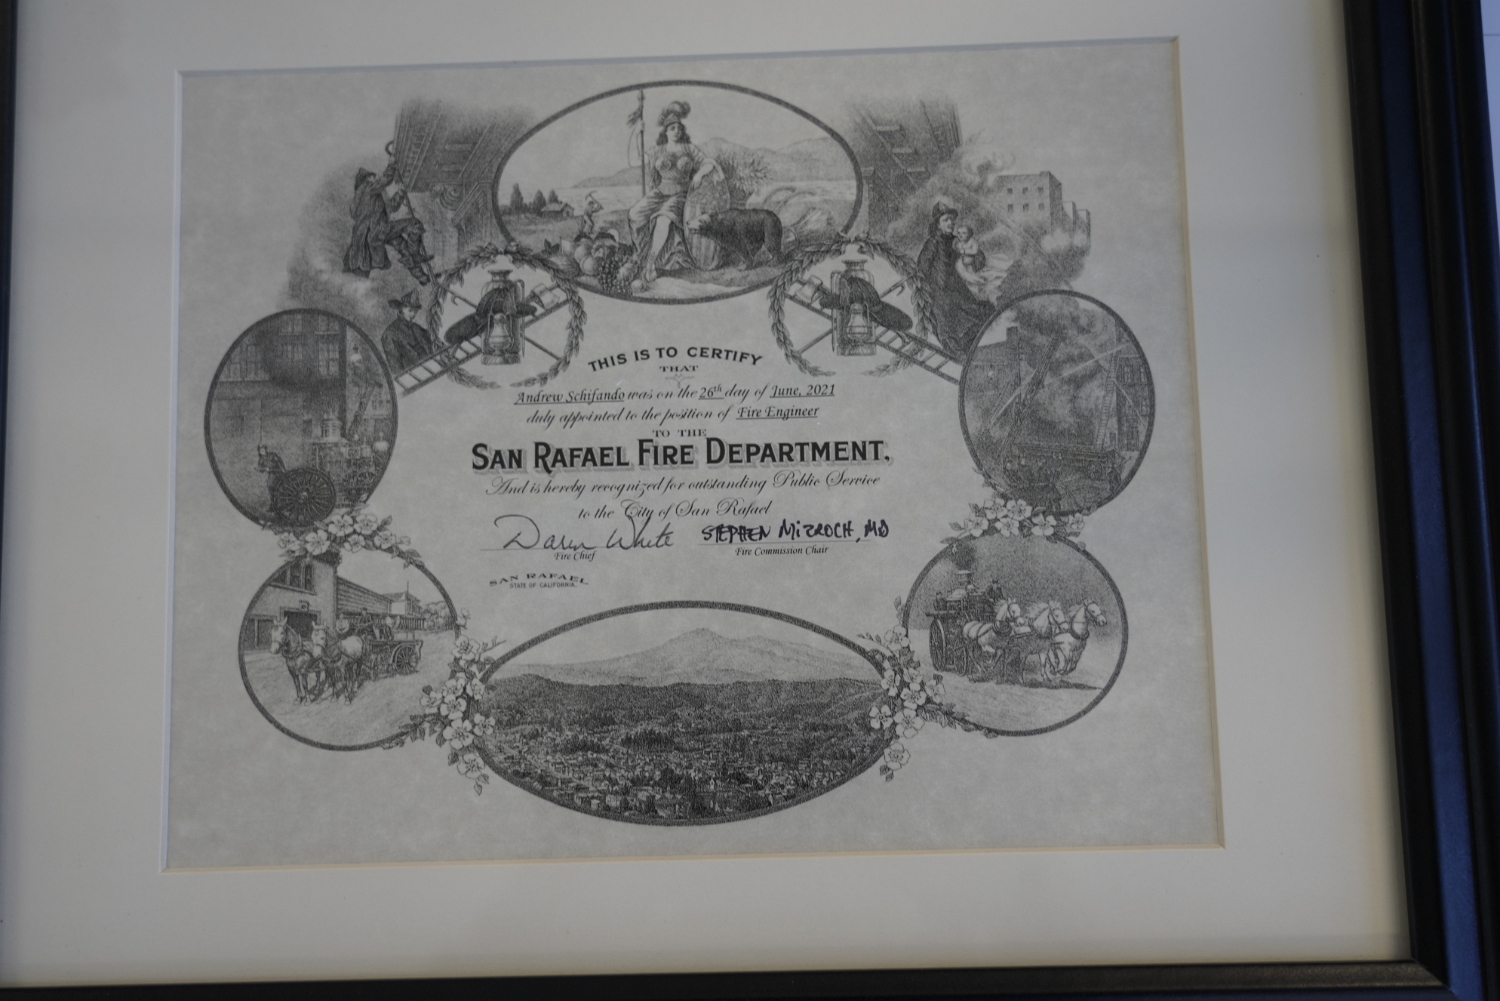 THIS IS TO CERTIFY
THAT
Andrew Schifando was on the 26th day of June, 2021
duly appointed to the position of Fire Engineer
TO THE
SAN RAFAEL FIRE DEPARTMENT.
And is hereby recognized for outstanding Public Service
to the City of San Rafael
Darin White STEPHEN MIZROCH, MD
Fire Chief Fire Commission Chair
SAN RAFAEL
STATE OF CALIFORNIA